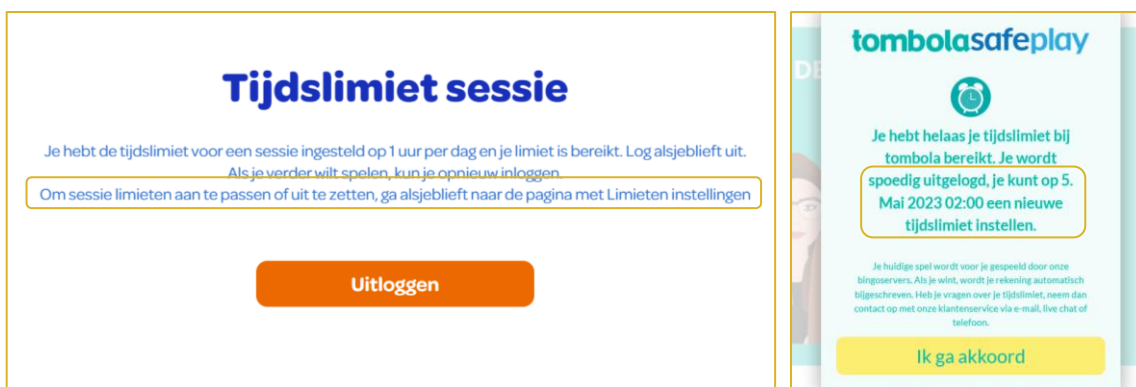 Tijdslimiet sessie
Je hebt de tijdslimiet voor een sessie ingesteld op 1 uur per dag en je limiet is bereikt. Log alsjeblieft uit.
Als je verder wilt spelen, kun je opnieuw inloggen.
Om sessie limieten aan te passen of uit te zetten, ga alsjeblieft naar de pagina met Limieten instellingen
Uitloggen
DE
tombolasafeplay
Je hebt helaas je tijdslimiet bij
tombola bereikt. Je wordt
spoedig uitgelogd, je kunt op 5.
Mai 2023 02:00 een nieuwe
tijdslimiet instellen.
Je huidige spel wordt voor je gespeeld door onze
bingoservers. Als je wint, wordt je rekening automatisch
bijgeschreven. Heb je vragen over je tijdslimiet, neem dan
contact op met onze klantenservice via e-mail, live chat of
telefoon.
Ik ga akkoord